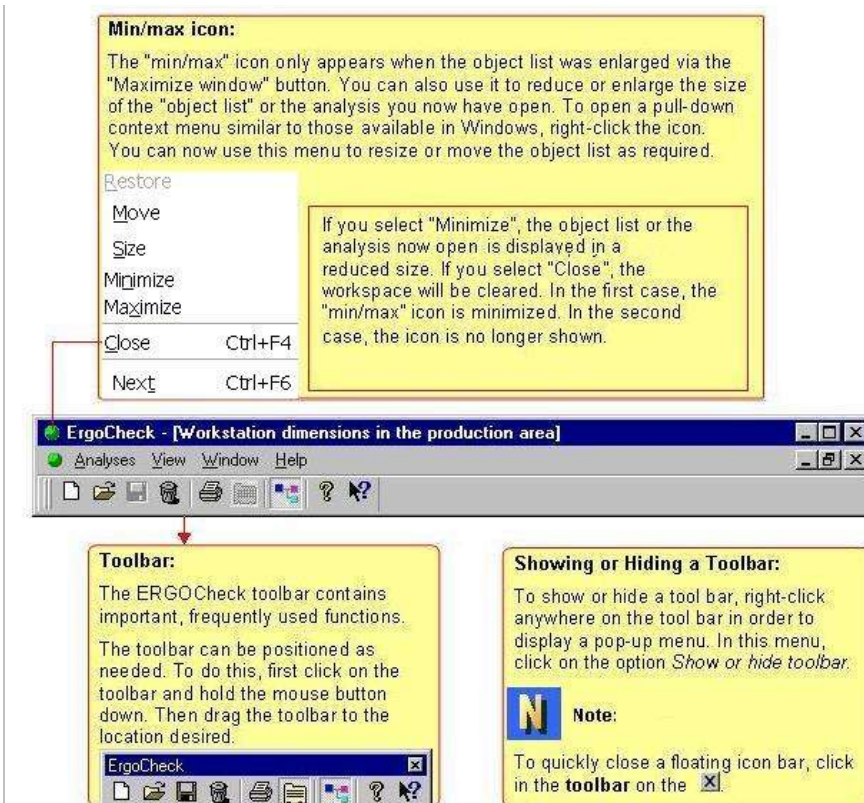 Min/max icon:
The "min/max" icon only appears when the object list was enlarged via the
"Maximize window" button. You can also use it to reduce or enlarge the size
of the "object list" or the analysis you now have open. To open a pull-down
context menu similar to those available in Windows, right-click the icon.
You can now use this menu to resize or move the object list as required.
Restore
Move
Size
Minimize
Maximize
Close Ctrl+F4
Next Ctrl+F6
If you select "Minimize", the object list or the
analysis now open is displayed in a
reduced size. If you select "Close", the
workspace will be cleared. In the first case, the
"min/max" icon is minimized. In the second
case, the icon is no longer shown.
ErgoCheck - [Workstation dimensions in the production area]
Analyses View Window Help
Toolbar:
The ERGOCheck toolbar contains
important, frequently used functions.
The toolbar can be positioned as
needed. To do this, first click on the
toolbar and hold the mouse button
down. Then drag the toolbar to the
location desired.
ErgoCheck
Showing or Hiding a Toolbar:
To show or hide a tool bar, right-click
anywhere on the tool bar in order to
display a pop-up menu. In this menu,
click on the option Show or hide toolbar.
N Note:
To quickly close a floating icon bar, click
in the toolbar on the X.